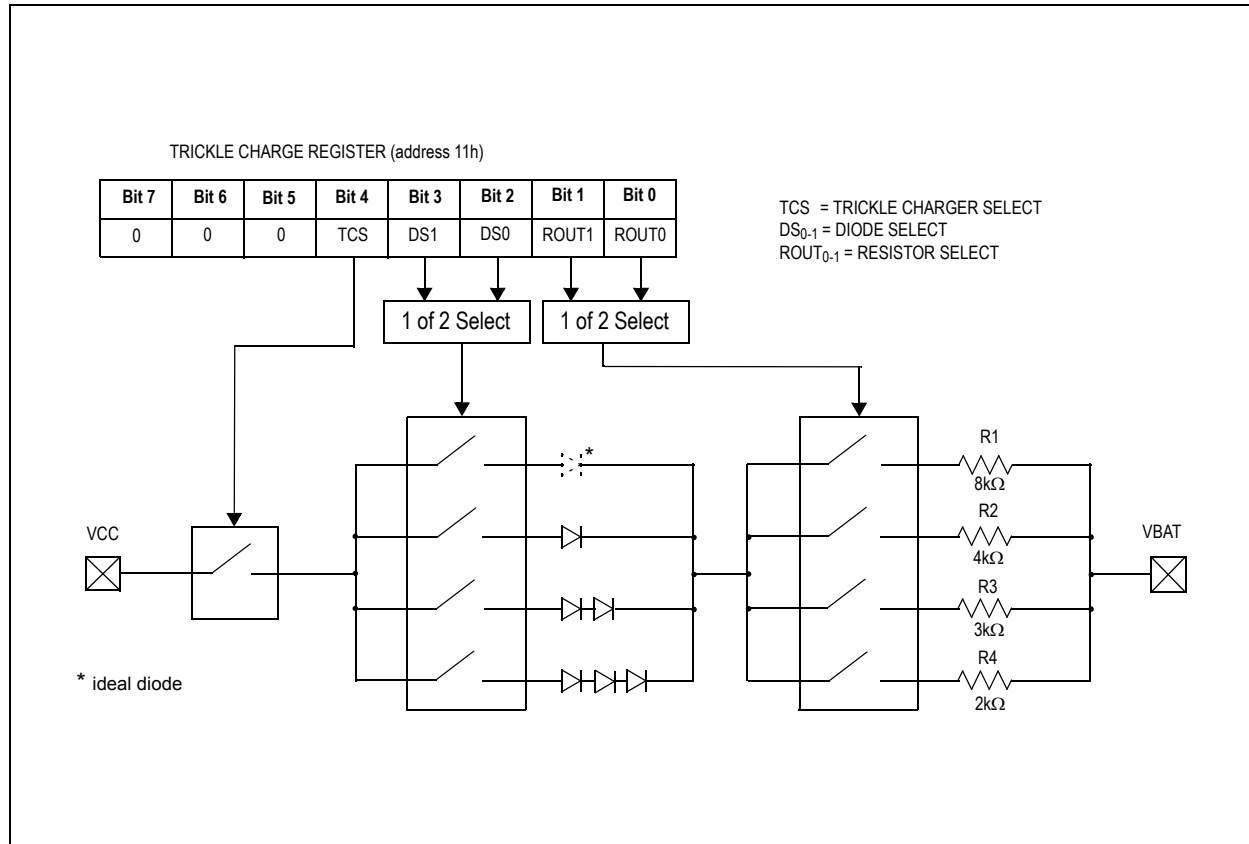 TRICKLE CHARGE REGISTER (address 11h)
Bit 7 Bit 6 Bit 5 Bit 4 Bit 3 Bit 2 Bit 1 Bit 0
0 0 0 TCS DS1 DS0 ROUT1 ROUT0
TCS = TRICKLE CHARGER SELECT
DS0-1 = DIODE SELECT
ROUT0-1 = RESISTOR SELECT
1 of 2 Select 1 of 2 Select
*
R1
8kΩ
R2
4kΩ
R3
3kΩ
R4
2kΩ
VCC
VBAT
* ideal diode